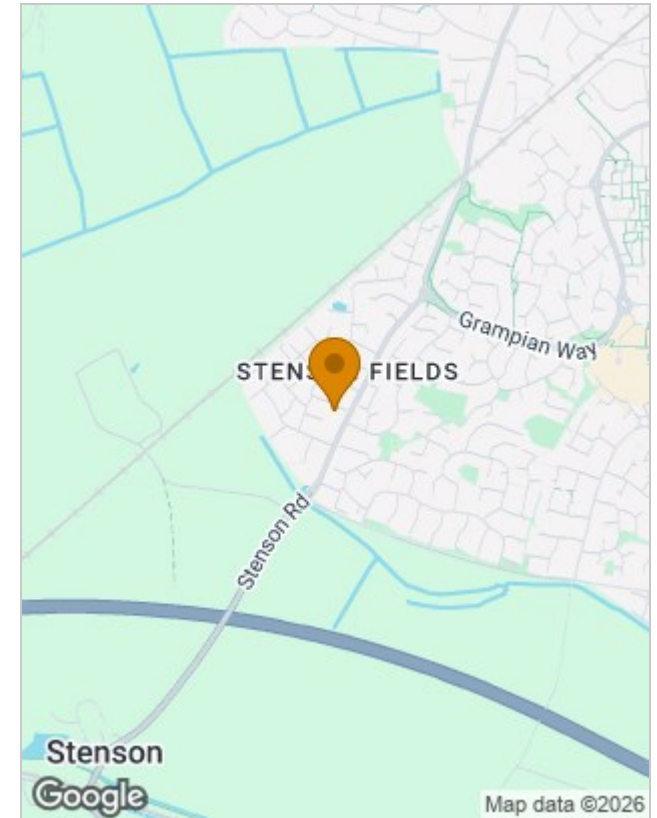 Grampian Way
STENS FIELDS
Stenson Rd
Stenson
Google
Map data ©2026